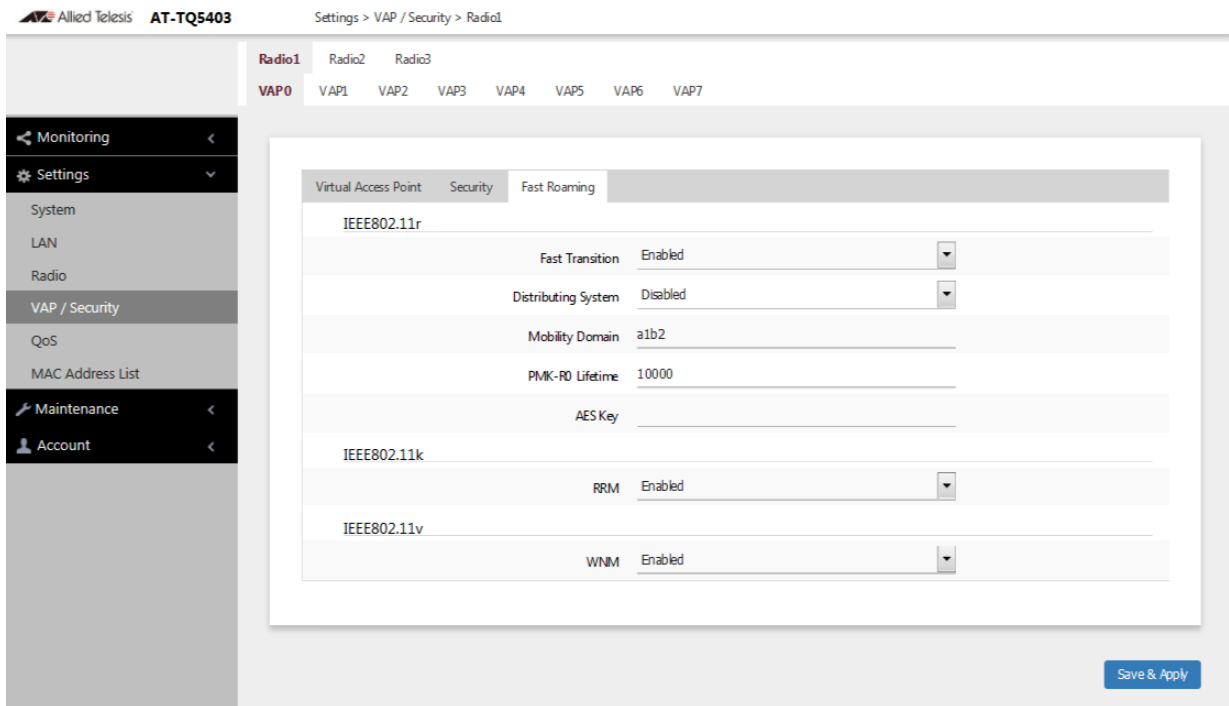 Allied Telesis AT-TQ5403 Settings > VAP / Security > Radio1
Radio1 Radio2 Radio3
VAP0 VAP1 VAP2 VAP3 VAP4 VAP5 VAP6 VAP7
Monitoring
Settings
System
LAN
Radio
VAP / Security
QoS
MAC Address List
Maintenance
Account
Virtual Access Point Security Fast Roaming
IEEE802.11r
Fast Transition Enabled
Distributing System Disabled
Mobility Domain a1b2
PMK-R0 Lifetime 10000
AES Key
IEEE802.11k
RRM Enabled
IEEE802.11v
WNM Enabled
Save & Apply